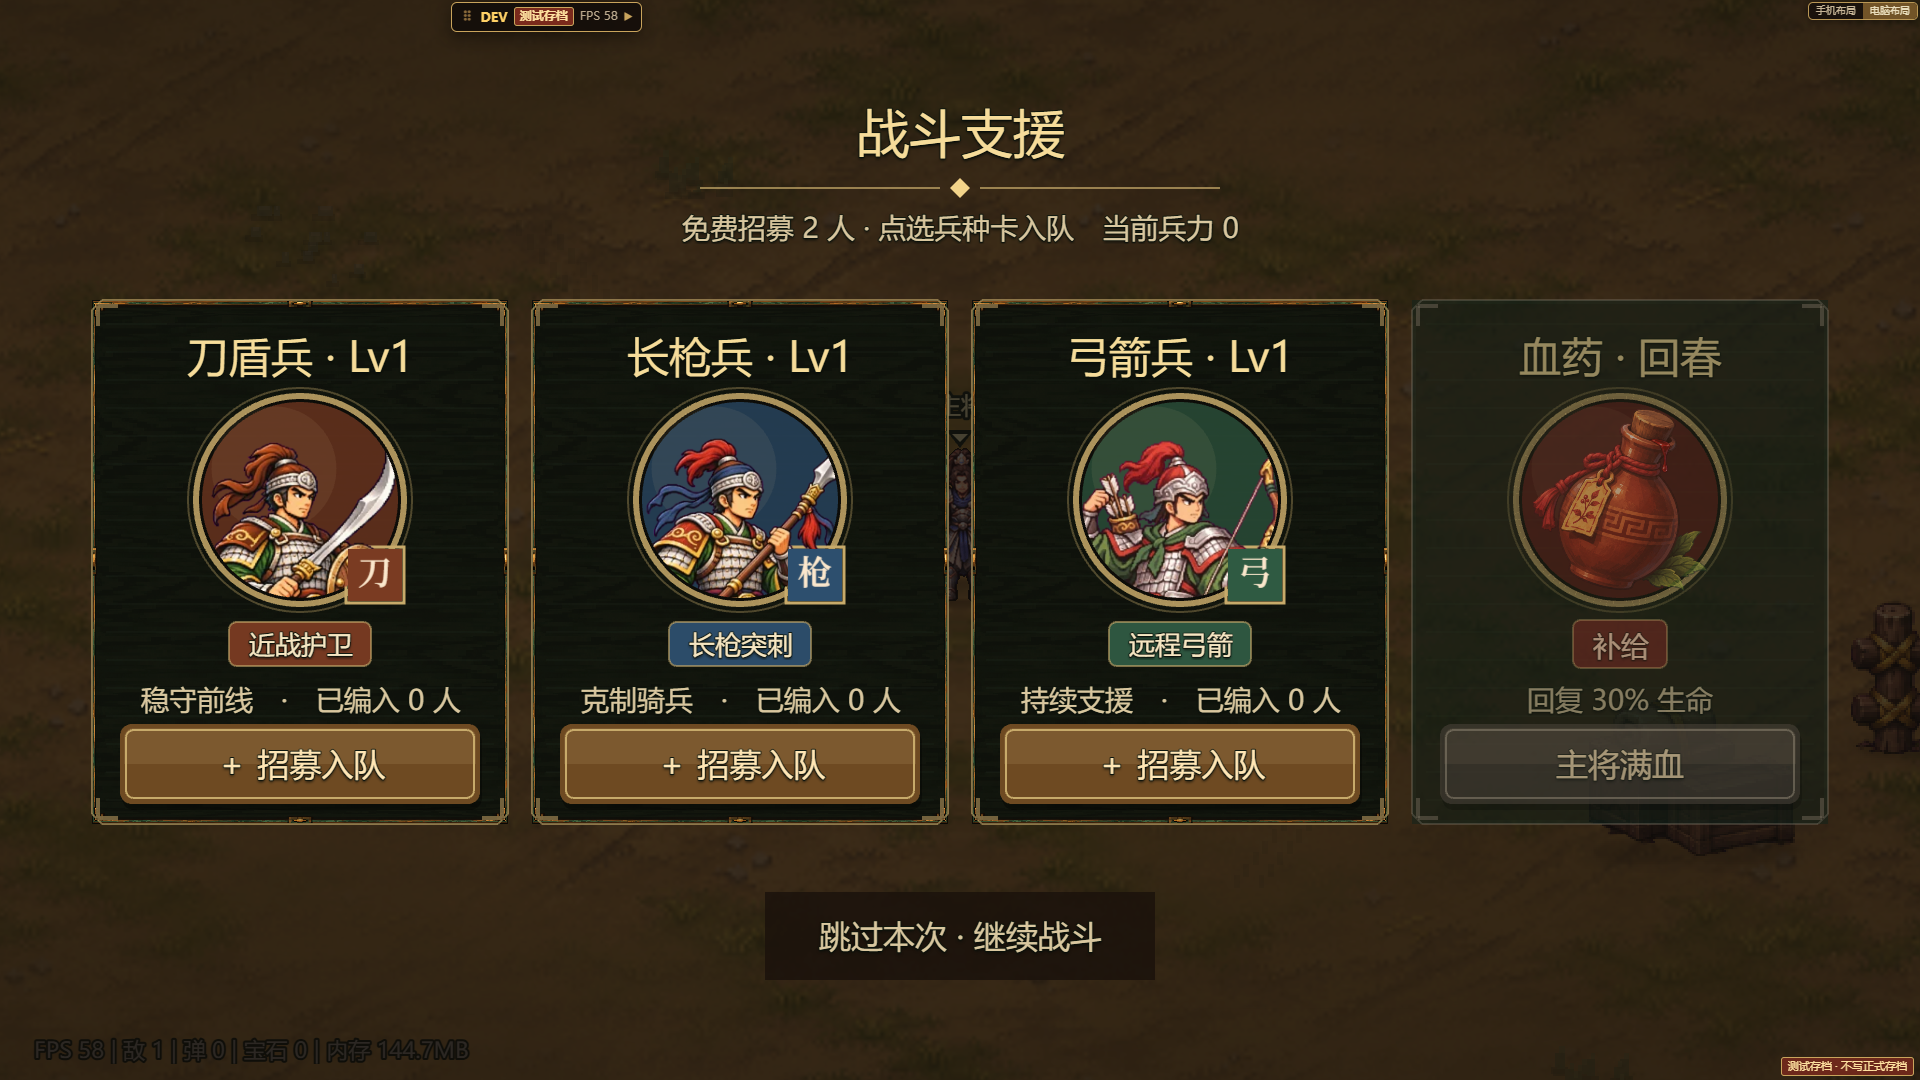 DEV 测试存档 FPS 58
手机布局 电脑布局
战斗支援
免费招募 2 人 · 点选兵种卡入队 当前兵力 0
刀盾兵 · Lv1
刀
近战护卫
稳守前线 · 已编入 0 人
+ 招募入队
长枪兵 · Lv1
枪
长枪突刺
克制骑兵 · 已编入 0 人
+ 招募入队
弓箭兵 · Lv1
弓
远程弓箭
持续支援 · 已编入 0 人
+ 招募入队
血药 · 回春
补给
回复 30% 生命
主将满血
跳过本次 · 继续战斗
FPS 58 | 敌 1 | 弹 0 | 宝石 0 | 内存 144.7MB
测试存档 · 不写正式存档